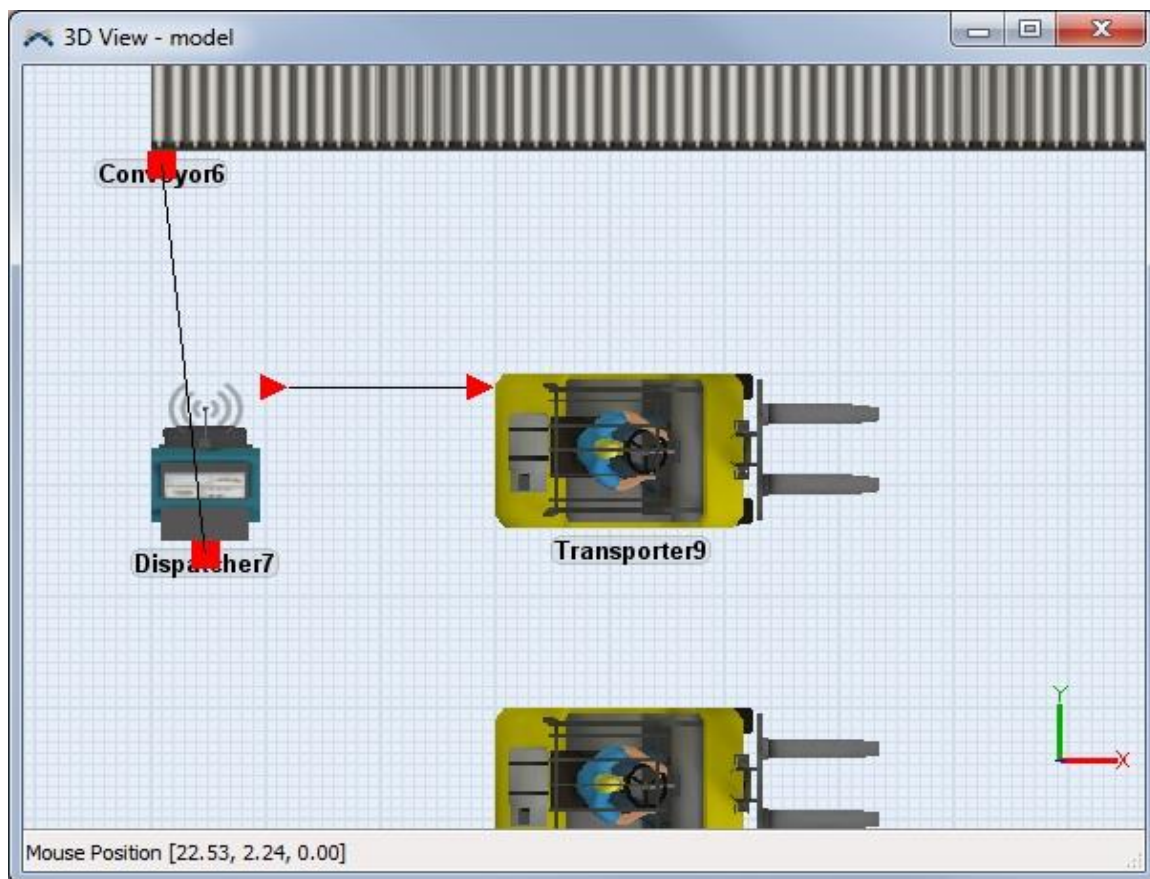 3D View - model
Conveyor6
Dispatcher7
Transporter9
Y
X
Mouse Position [22.53, 2.24, 0.00]